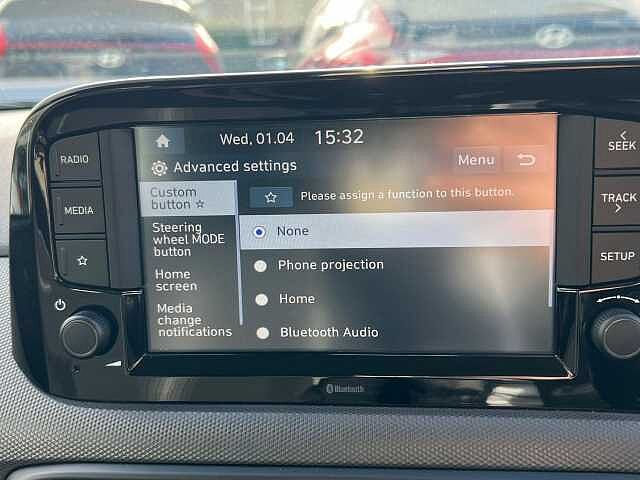 Wed, 01.04 15:32
Advanced settings
Menu
RADIO
MEDIA
Custom
button ☆
Steering
wheel MODE
button
Home
screen
Media
change
notifications
☆ Please assign a function to this button.
None
Phone projection
Home
Bluetooth Audio
SEEK
TRACK
SETUP
Bluetooth